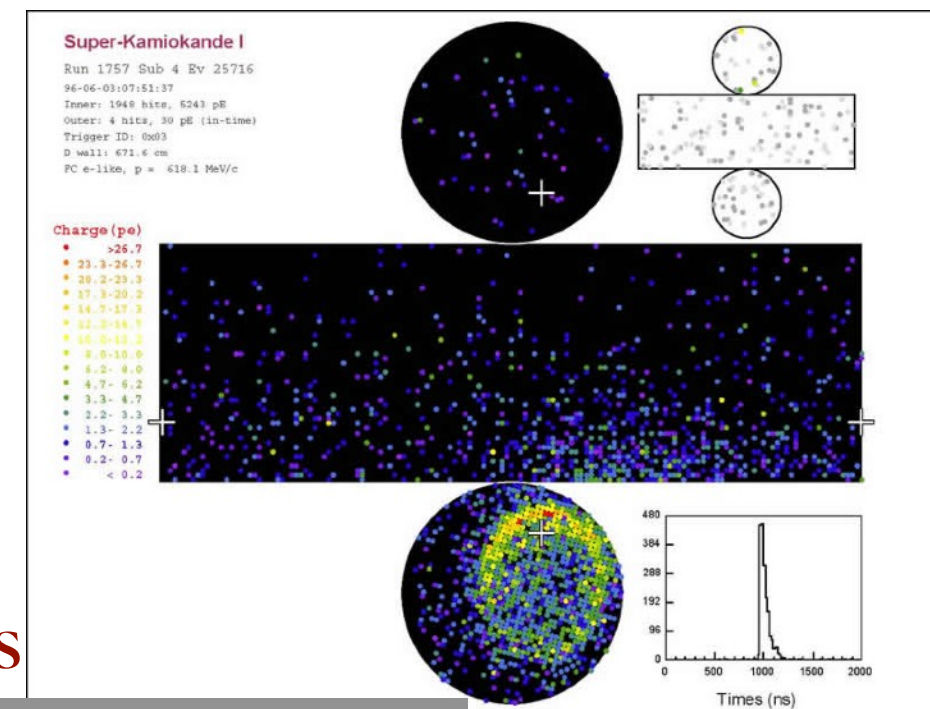 Super-Kamiokande I
Run 1757 Sub 4 Ev 25716
96-06-03:07:51:37
Inner: 1948 hits, 5243 pE
Outer: 4 hits, 30 pE (in-time)
Trigger ID: 0x03
D wall: 671.6 cm
FC e-like, p = 618.1 MeV/c
Charge(pe)
>26.7
23.3-26.7
20.2-23.3
17.3-20.2
14.7-17.3
12.2-14.7
10.0-12.2
8.0-10.0
6.2- 8.0
4.7- 6.2
3.3- 4.7
2.2- 3.3
1.3- 2.2
0.7- 1.3
0.2- 0.7
< 0.2
480
384
288
192
96
0
0 500 1000 1500 2000
Times (ns)
s